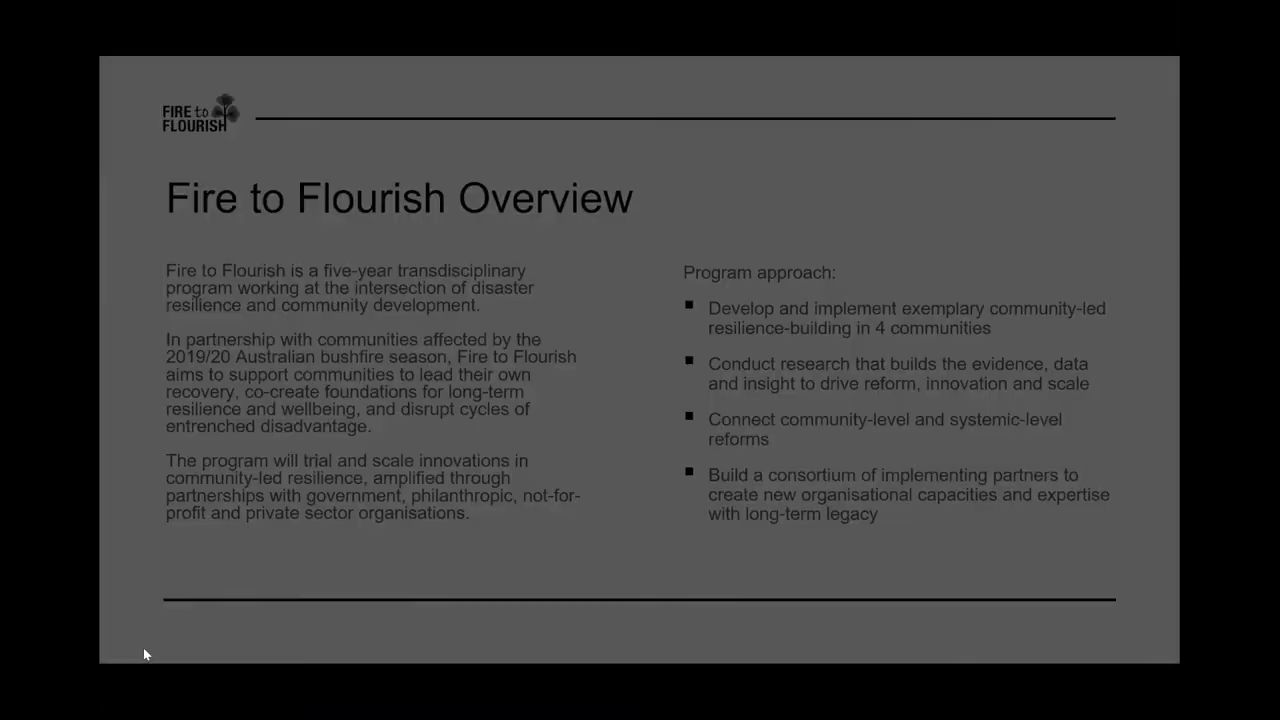 FIRE to
FLOURISH
Fire to Flourish Overview
Fire to Flourish is a five-year transdisciplinary
program working at the intersection of disaster
resilience and community development.
In partnership with communities affected by the
2019/20 Australian bushfire season, Fire to Flourish
aims to support communities to lead their own
recovery, co-create foundations for long-term
resilience and wellbeing, and disrupt cycles of
entrenched disadvantage.
The program will trial and scale innovations in
community-led resilience, amplified through
partnerships with government, philanthropic, not-for-
profit and private sector organisations.
Program approach:
▪ Develop and implement exemplary community-led
resilience-building in 4 communities
▪ Conduct research that builds the evidence, data
and insight to drive reform, innovation and scale
▪ Connect community-level and systemic-level
reforms
▪ Build a consortium of implementing partners to
create new organisational capacities and expertise
with long-term legacy